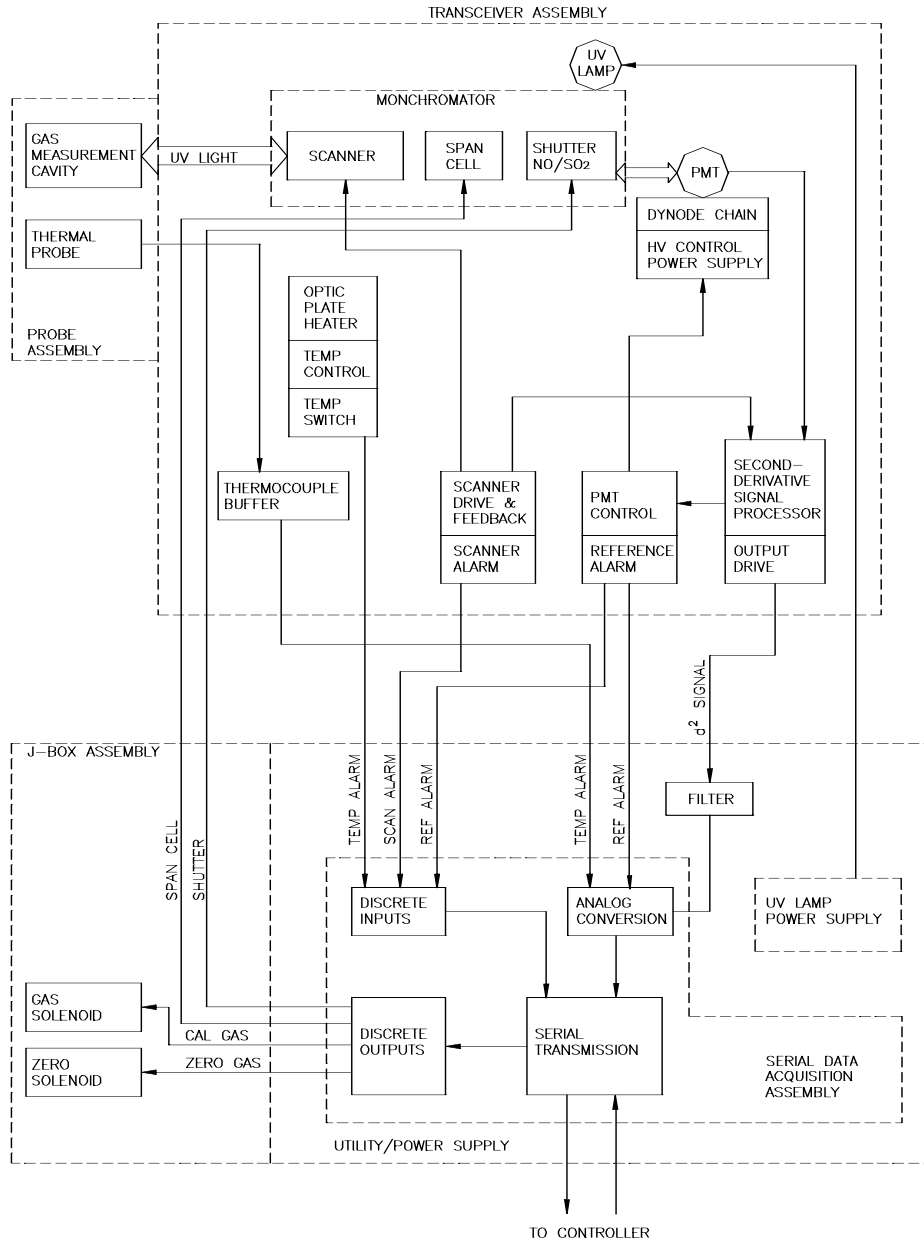 TRANSCEIVER ASSEMBLY
UV
LAMP
MONCHROMATOR
GAS
MEASUREMENT
CAVITY
UV LIGHT
SCANNER
SPAN
CELL
SHUTTER
NO/SO2
PMT
THERMAL
PROBE
DYNODE CHAIN
HV CONTROL
POWER SUPPLY
OPTIC
PLATE
HEATER
TEMP
CONTROL
TEMP
SWITCH
PROBE
ASSEMBLY
THERMOCOUPLE
BUFFER
SCANNER
DRIVE &
FEEDBACK
SCANNER
ALARM
PMT
CONTROL
REFERENCE
ALARM
SECOND-
DERIVATIVE
SIGNAL
PROCESSOR
OUTPUT
DRIVE
d² SIGNAL
J-BOX ASSEMBLY
SPAN CELL
SHUTTER
TEMP ALARM
SCAN ALARM
REF ALARM
TEMP ALARM
REF ALARM
FILTER
DISCRETE
INPUTS
ANALOG
CONVERSION
UV LAMP
POWER SUPPLY
GAS
SOLENOID
CAL GAS
ZERO
SOLENOID
ZERO GAS
DISCRETE
OUTPUTS
SERIAL
TRANSMISSION
SERIAL DATA
ACQUISITION
ASSEMBLY
UTILITY/POWER SUPPLY
TO CONTROLLER